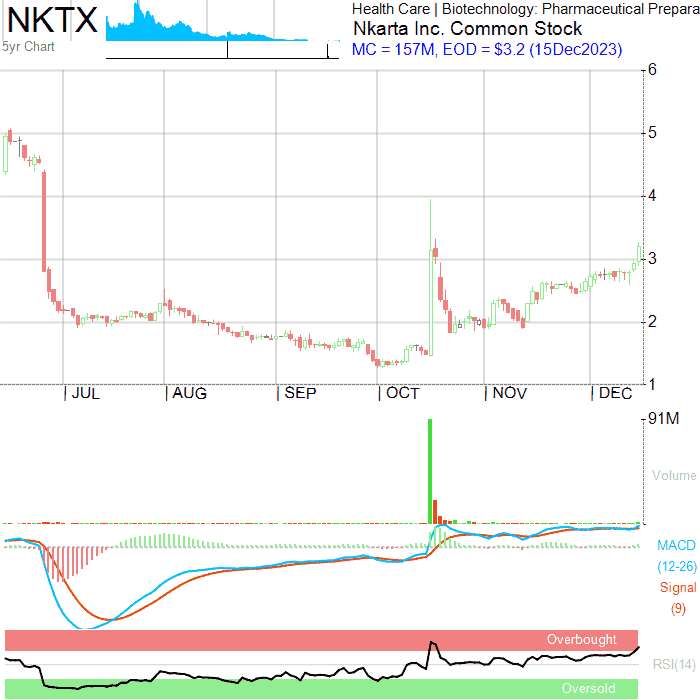 NKTX
5yr Chart
Health Care | Biotechnology: Pharmaceutical Prepara
Nkarta Inc. Common Stock
MC = 157M, EOD = $3.2 (15Dec2023)
6
5
4
3
2
1
JUL
AUG
SEP
OCT
NOV
DEC
91M
Volume
MACD
(12-26)
Signal
(9)
Overbought
RSI(14)
Oversold